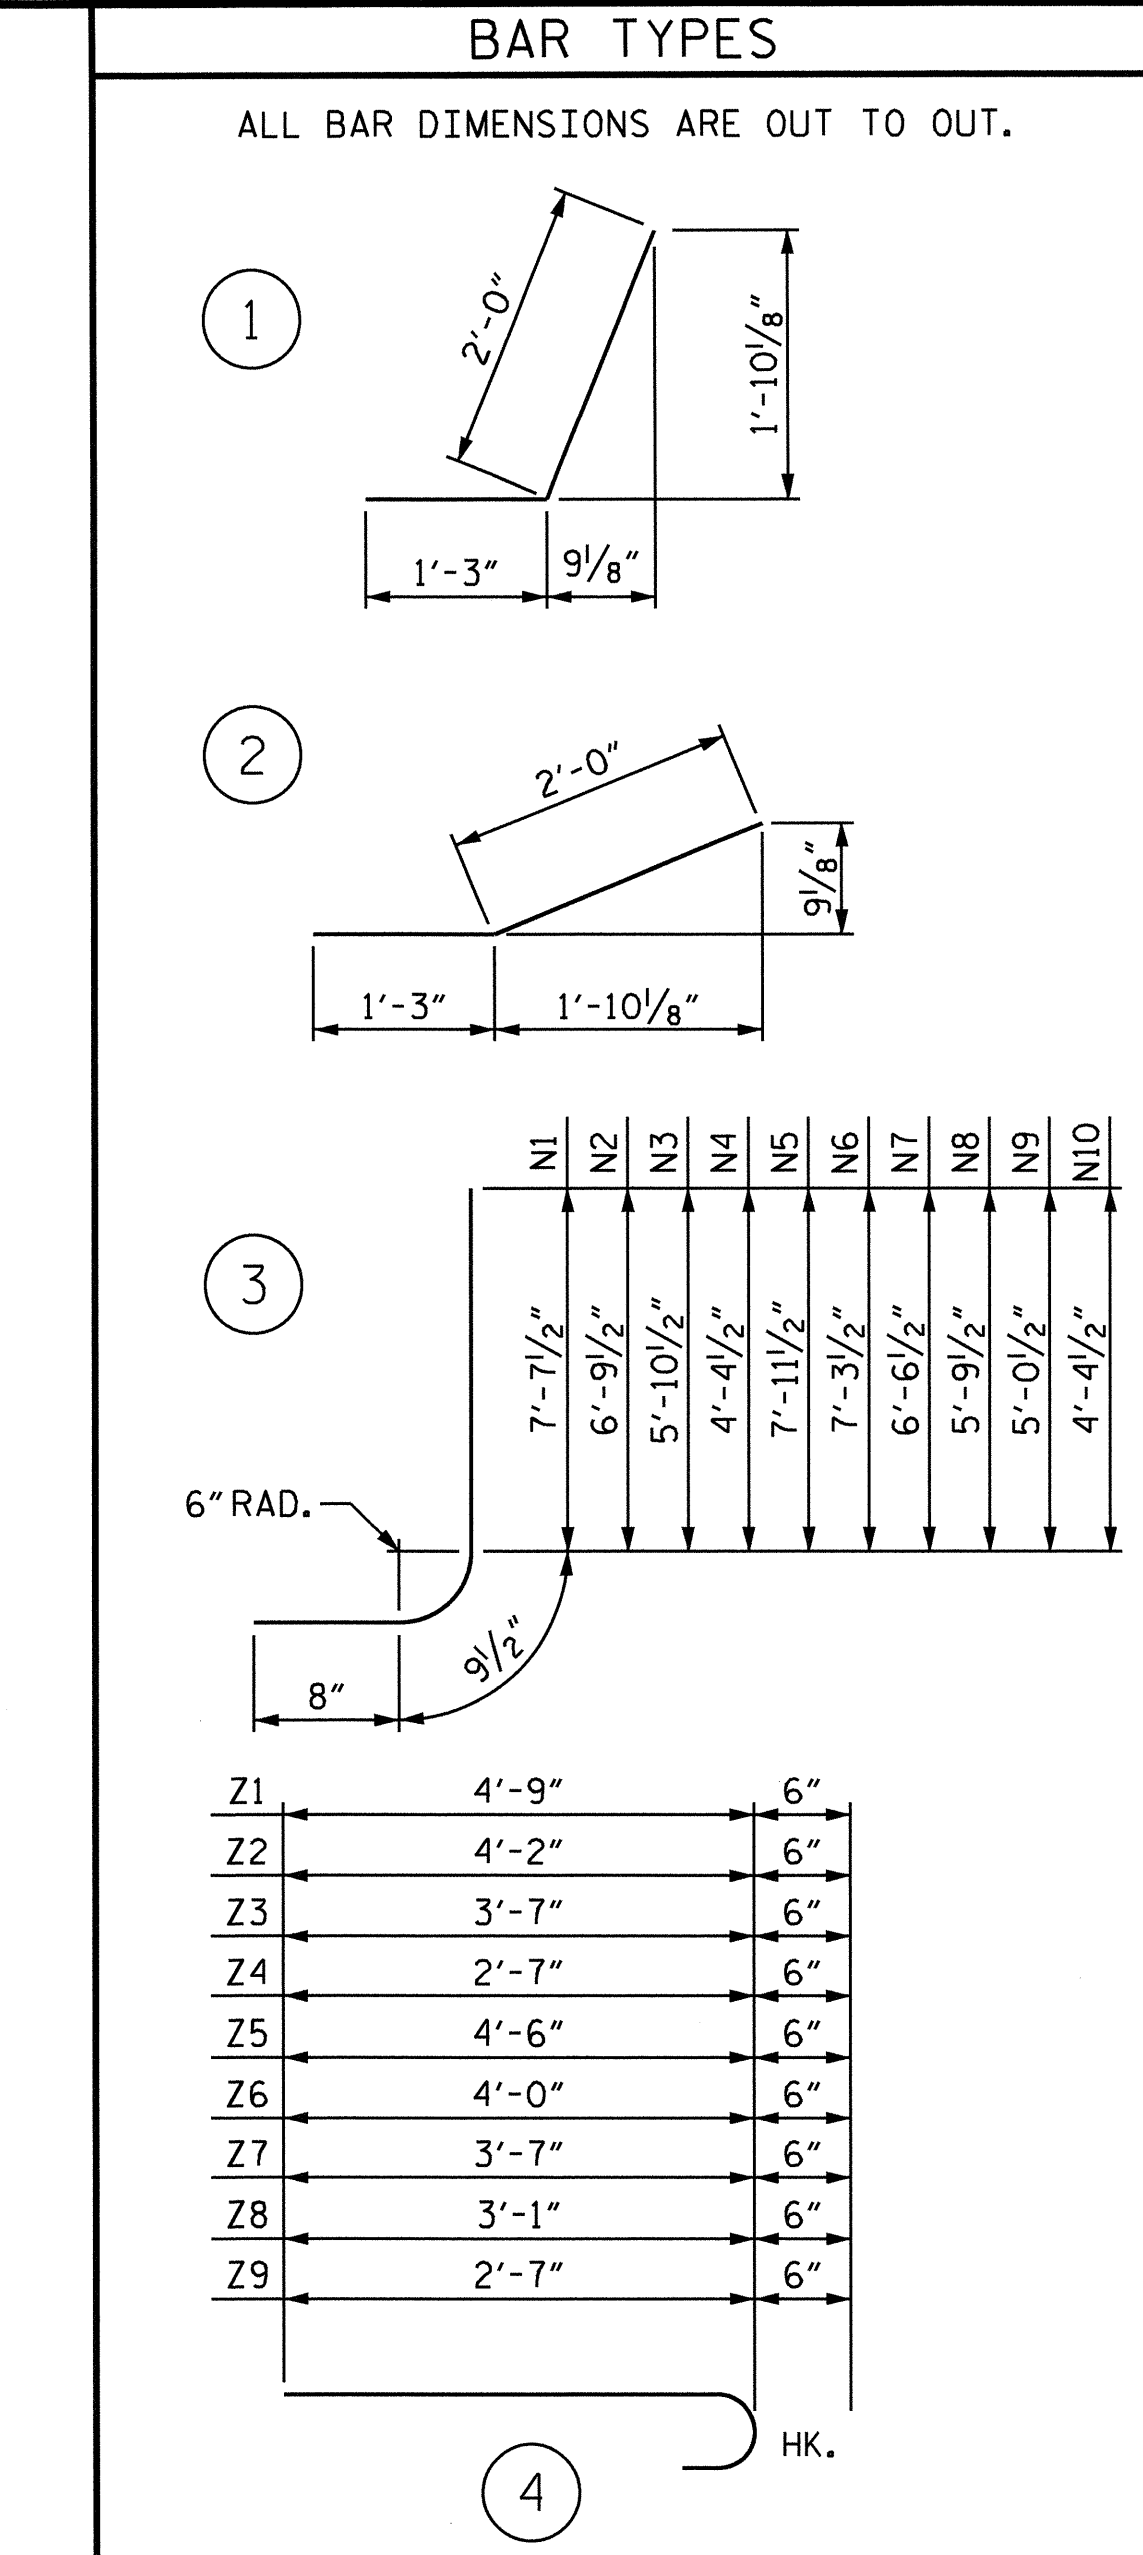 BAR TYPES
ALL BAR DIMENSIONS ARE OUT TO OUT.
1
2'-0"
1'-10 1/8"
1'-3"
9 1/8"
2
2'-0"
9 1/8"
1'-3"
1'-10 1/8"
3
N1
N2
N3
N4
N5
N6
N7
N8
N9
N10
7'-7 1/2"
6'-9 1/2"
5'-10 1/2"
4'-4 1/2"
7'-11 1/2"
7'-3 1/2"
6'-6 1/2"
5'-9 1/2"
5'-0 1/2"
4'-4 1/2"
6" RAD.
9 1/2"
8"
Z1 4'-9" 6"
Z2 4'-2" 6"
Z3 3'-7" 6"
Z4 2'-7" 6"
Z5 4'-6" 6"
Z6 4'-0" 6"
Z7 3'-7" 6"
Z8 3'-1" 6"
Z9 2'-7" 6"
HK.
4